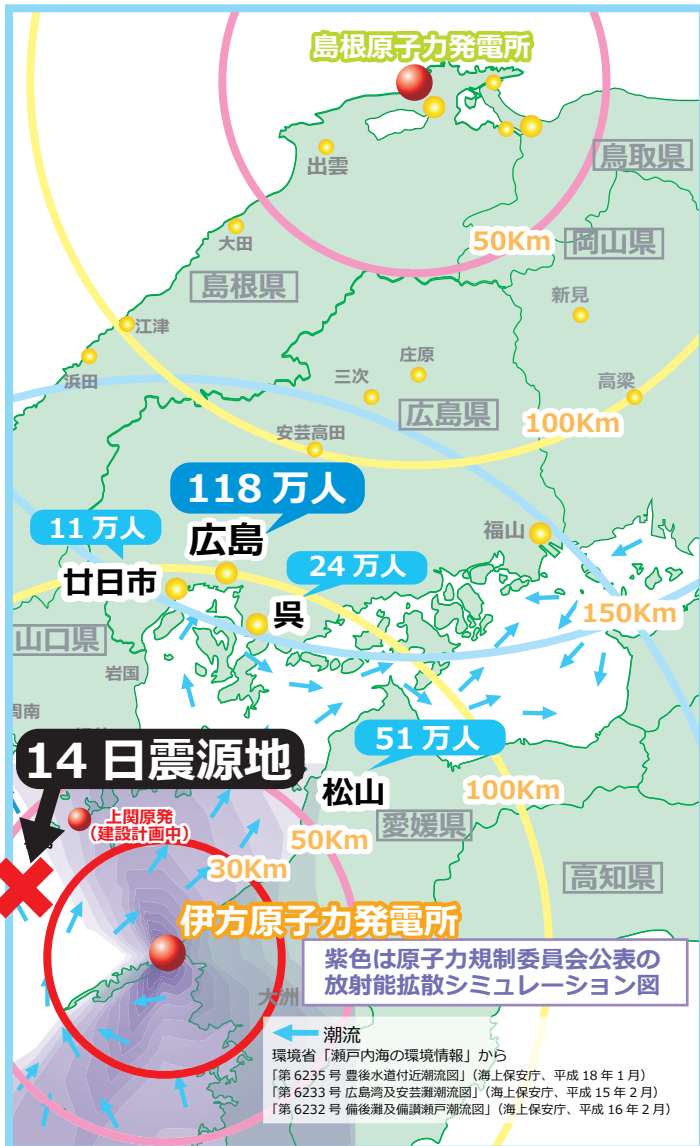 島根原子力発電所
鳥取県
出雲
50Km
岡山県
大田
島根県
新見
江津
浜田
庄原
三次
高梁
広島県
100Km
安芸高田
118 万人
11 万人
広島
福山
24 万人
廿日市
呉
150Km
山口県
岩国
周南
51 万人
14 日震源地
松山
100Km
上関原発
(建設計画中)
50Km
愛媛県
30Km
高知県
伊方原子力発電所
紫色は原子力規制委員会公表の
放射能拡散シミュレーション図
大洲
潮流
環境省「瀬戸内海の環境情報」から
「第 6235 号 豊後水道付近潮流図」（海上保安庁、平成 18 年 1 月）
「第 6233 号 広島湾及安芸灘潮流図」（海上保安庁、平成 15 年 2 月）
「第 6232 号 備後灘及備讃瀬戸潮流図」（海上保安庁、平成 16 年 2 月）